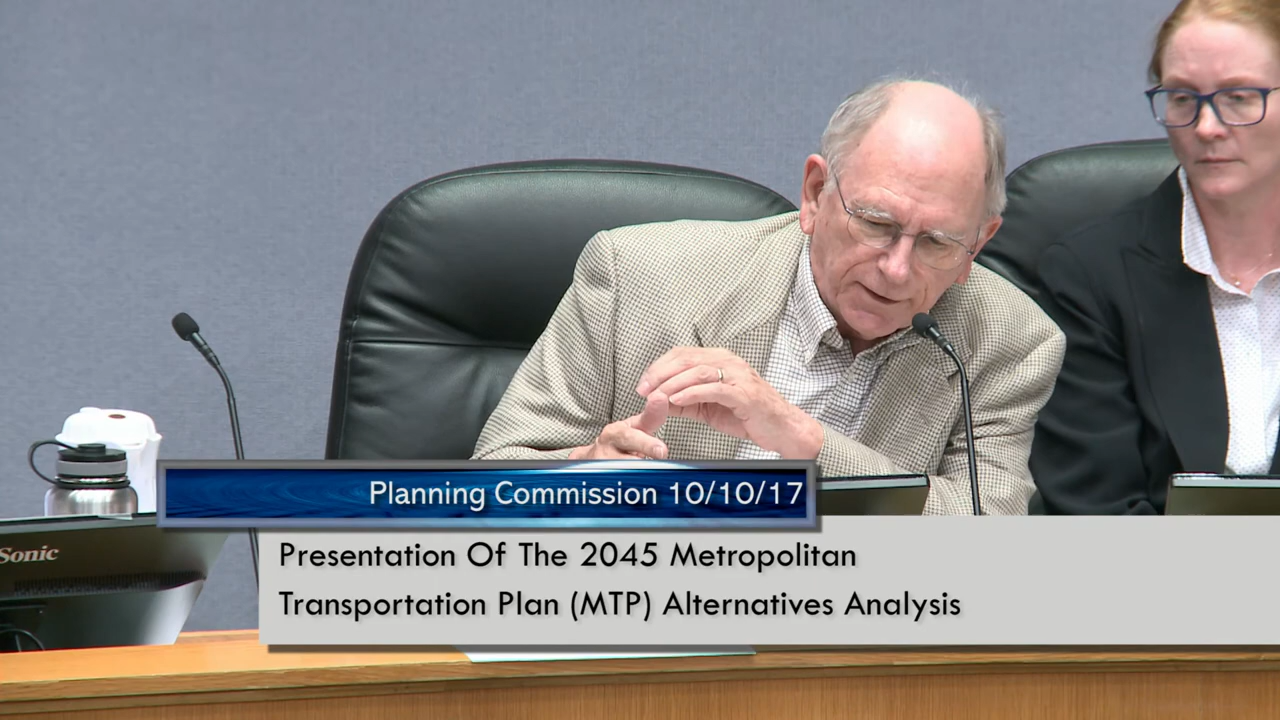 Planning Commission 10/10/17
Presentation Of The 2045 Metropolitan
Transportation Plan (MTP) Alternatives Analysis
Sonic